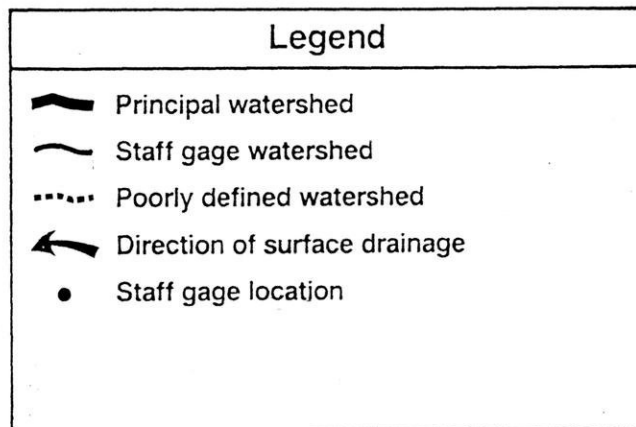 Legend
Principal watershed
Staff gage watershed
Poorly defined watershed
Direction of surface drainage
Staff gage location